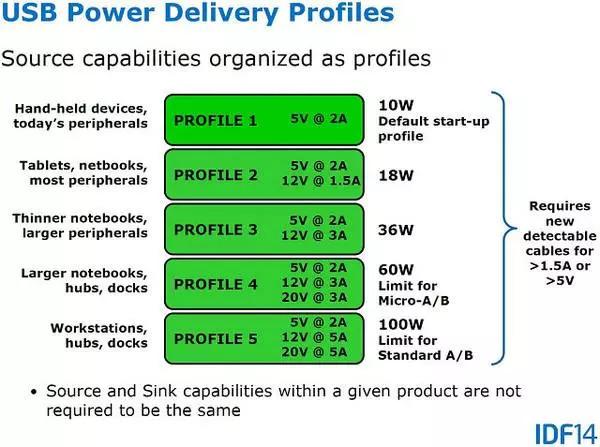 USB Power Delivery Profiles
Source capabilities organized as profiles
Hand-held devices,
today's peripherals
PROFILE 1
5V @ 2A
10W
Default start-up
profile
Tablets, netbooks,
most peripherals
PROFILE 2
5V @ 2A
12V @ 1.5A
18W
Thinner notebooks,
larger peripherals
PROFILE 3
5V @ 2A
12V @ 3A
36W
Larger notebooks,
hubs, docks
PROFILE 4
5V @ 2A
12V @ 3A
20V @ 3A
60W
Limit for
Micro-A/B
Workstations,
hubs, docks
PROFILE 5
5V @ 2A
12V @ 5A
20V @ 5A
100W
Limit for
Standard A/B
Requires
new
detectable
cables for
>1.5A or
>5V
• Source and Sink capabilities within a given product are not
required to be the same
IDF14